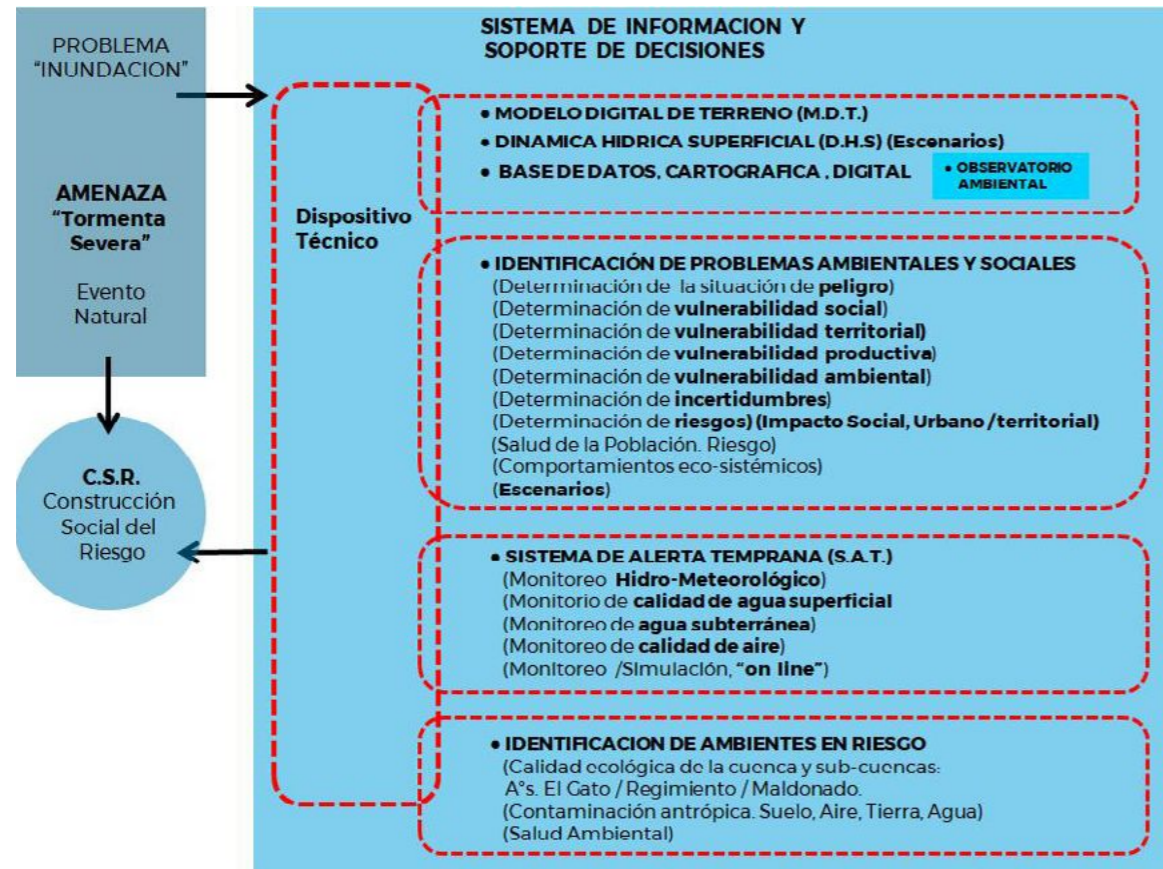 PROBLEMA
“INUNDACION”
AMENAZA
“Tormenta
Severa”
Evento
Natural
C.S.R.
Construcción
Social del
Riesgo
SISTEMA DE INFORMACION Y
SOPORTE DE DECISIONES
Dispositivo
Técnico
• MODELO DIGITAL DE TERRENO (M.D.T.)
• DINAMICA HIDRICA SUPERFICIAL (D.H.S) (Escenarios)
• BASE DE DATOS, CARTOGRAFICA , DIGITAL
• OBSERVATORIO
AMBIENTAL
• IDENTIFICACIÓN DE PROBLEMAS AMBIENTALES Y SOCIALES
(Determinación de la situación de peligro)
(Determinación de vulnerabilidad social)
(Determinación de vulnerabilidad territorial)
(Determinación de vulnerabilidad productiva)
(Determinación de vulnerabilidad ambiental)
(Determinación de incertidumbres)
(Determinación de riesgos) (Impacto Social, Urbano /territorial)
(Salud de la Población. Riesgo)
(Comportamientos eco-sistémicos)
(Escenarios)
• SISTEMA DE ALERTA TEMPRANA (S.A.T.)
(Monitoreo Hidro-Meteorológico)
(Monitorio de calidad de agua superficial
(Monitoreo de agua subterránea)
(Monitoreo de calidad de aire)
(Monitoreo /Simulación, “on line”)
• IDENTIFICACION DE AMBIENTES EN RIESGO
(Calidad ecológica de la cuenca y sub-cuencas:
A°s. El Gato / Regimiento / Maldonado.
(Contaminación antrópica. Suelo, Aire, Tierra, Agua)
(Salud Ambiental)